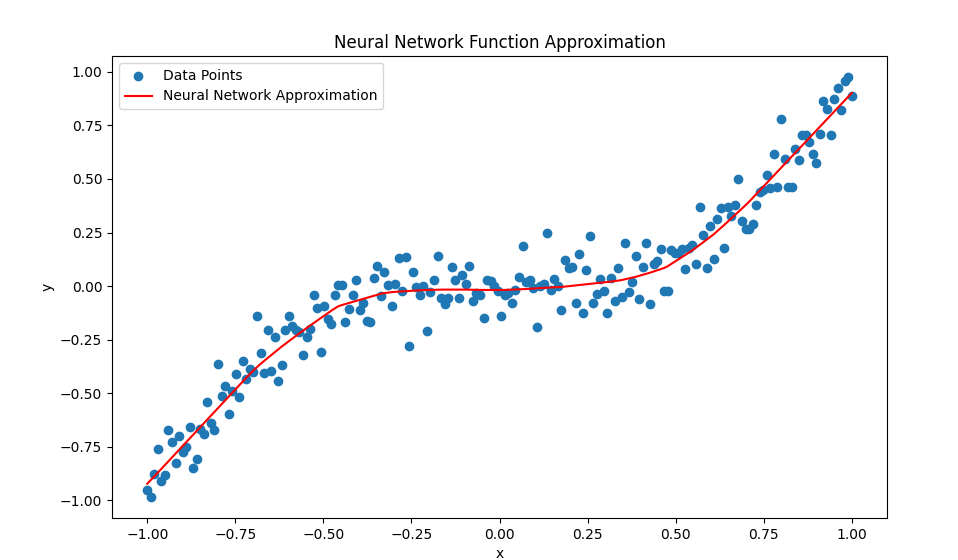 Neural Network Function Approximation
Data Points
Neural Network Approximation
y
1.00
0.75
0.50
0.25
0.00
−0.25
−0.50
−0.75
−1.00
−1.00 −0.75 −0.50 −0.25 0.00 0.25 0.50 0.75 1.00
x